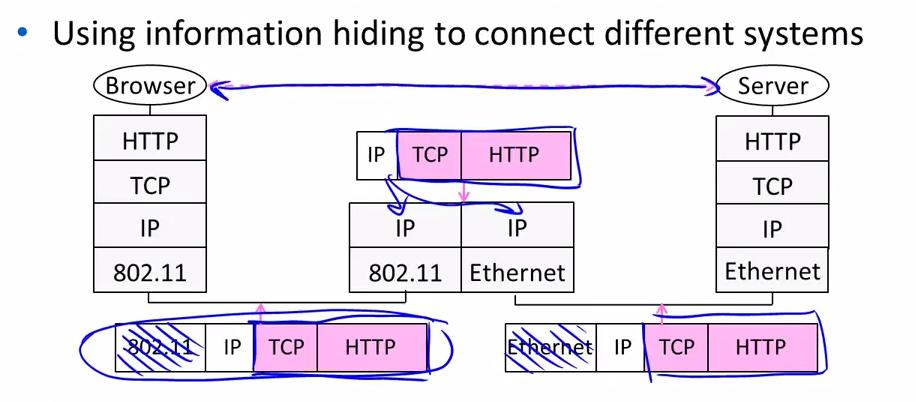 • Using information hiding to connect different systems
Browser
Server
HTTP
TCP
IP
802.11
IP TCP HTTP
IP IP
802.11 Ethernet
HTTP
TCP
IP
Ethernet
802.11 IP TCP HTTP
Ethernet IP TCP HTTP